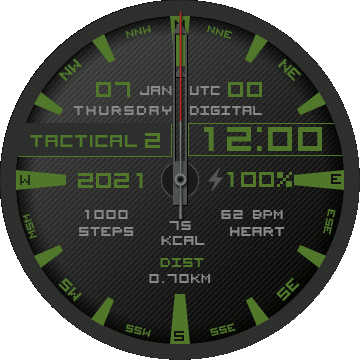 N
NNW
NNE
NW
NE
07 JAN UTC 00
THURSDAY DIGITAL
TACTICAL 2 12:00
W 2021 100% E
1000 STEPS
62 BPM HEART
75 KCAL
WSW
ESE
DIST
0.70KM
SW
SE
SSW
SSE
S